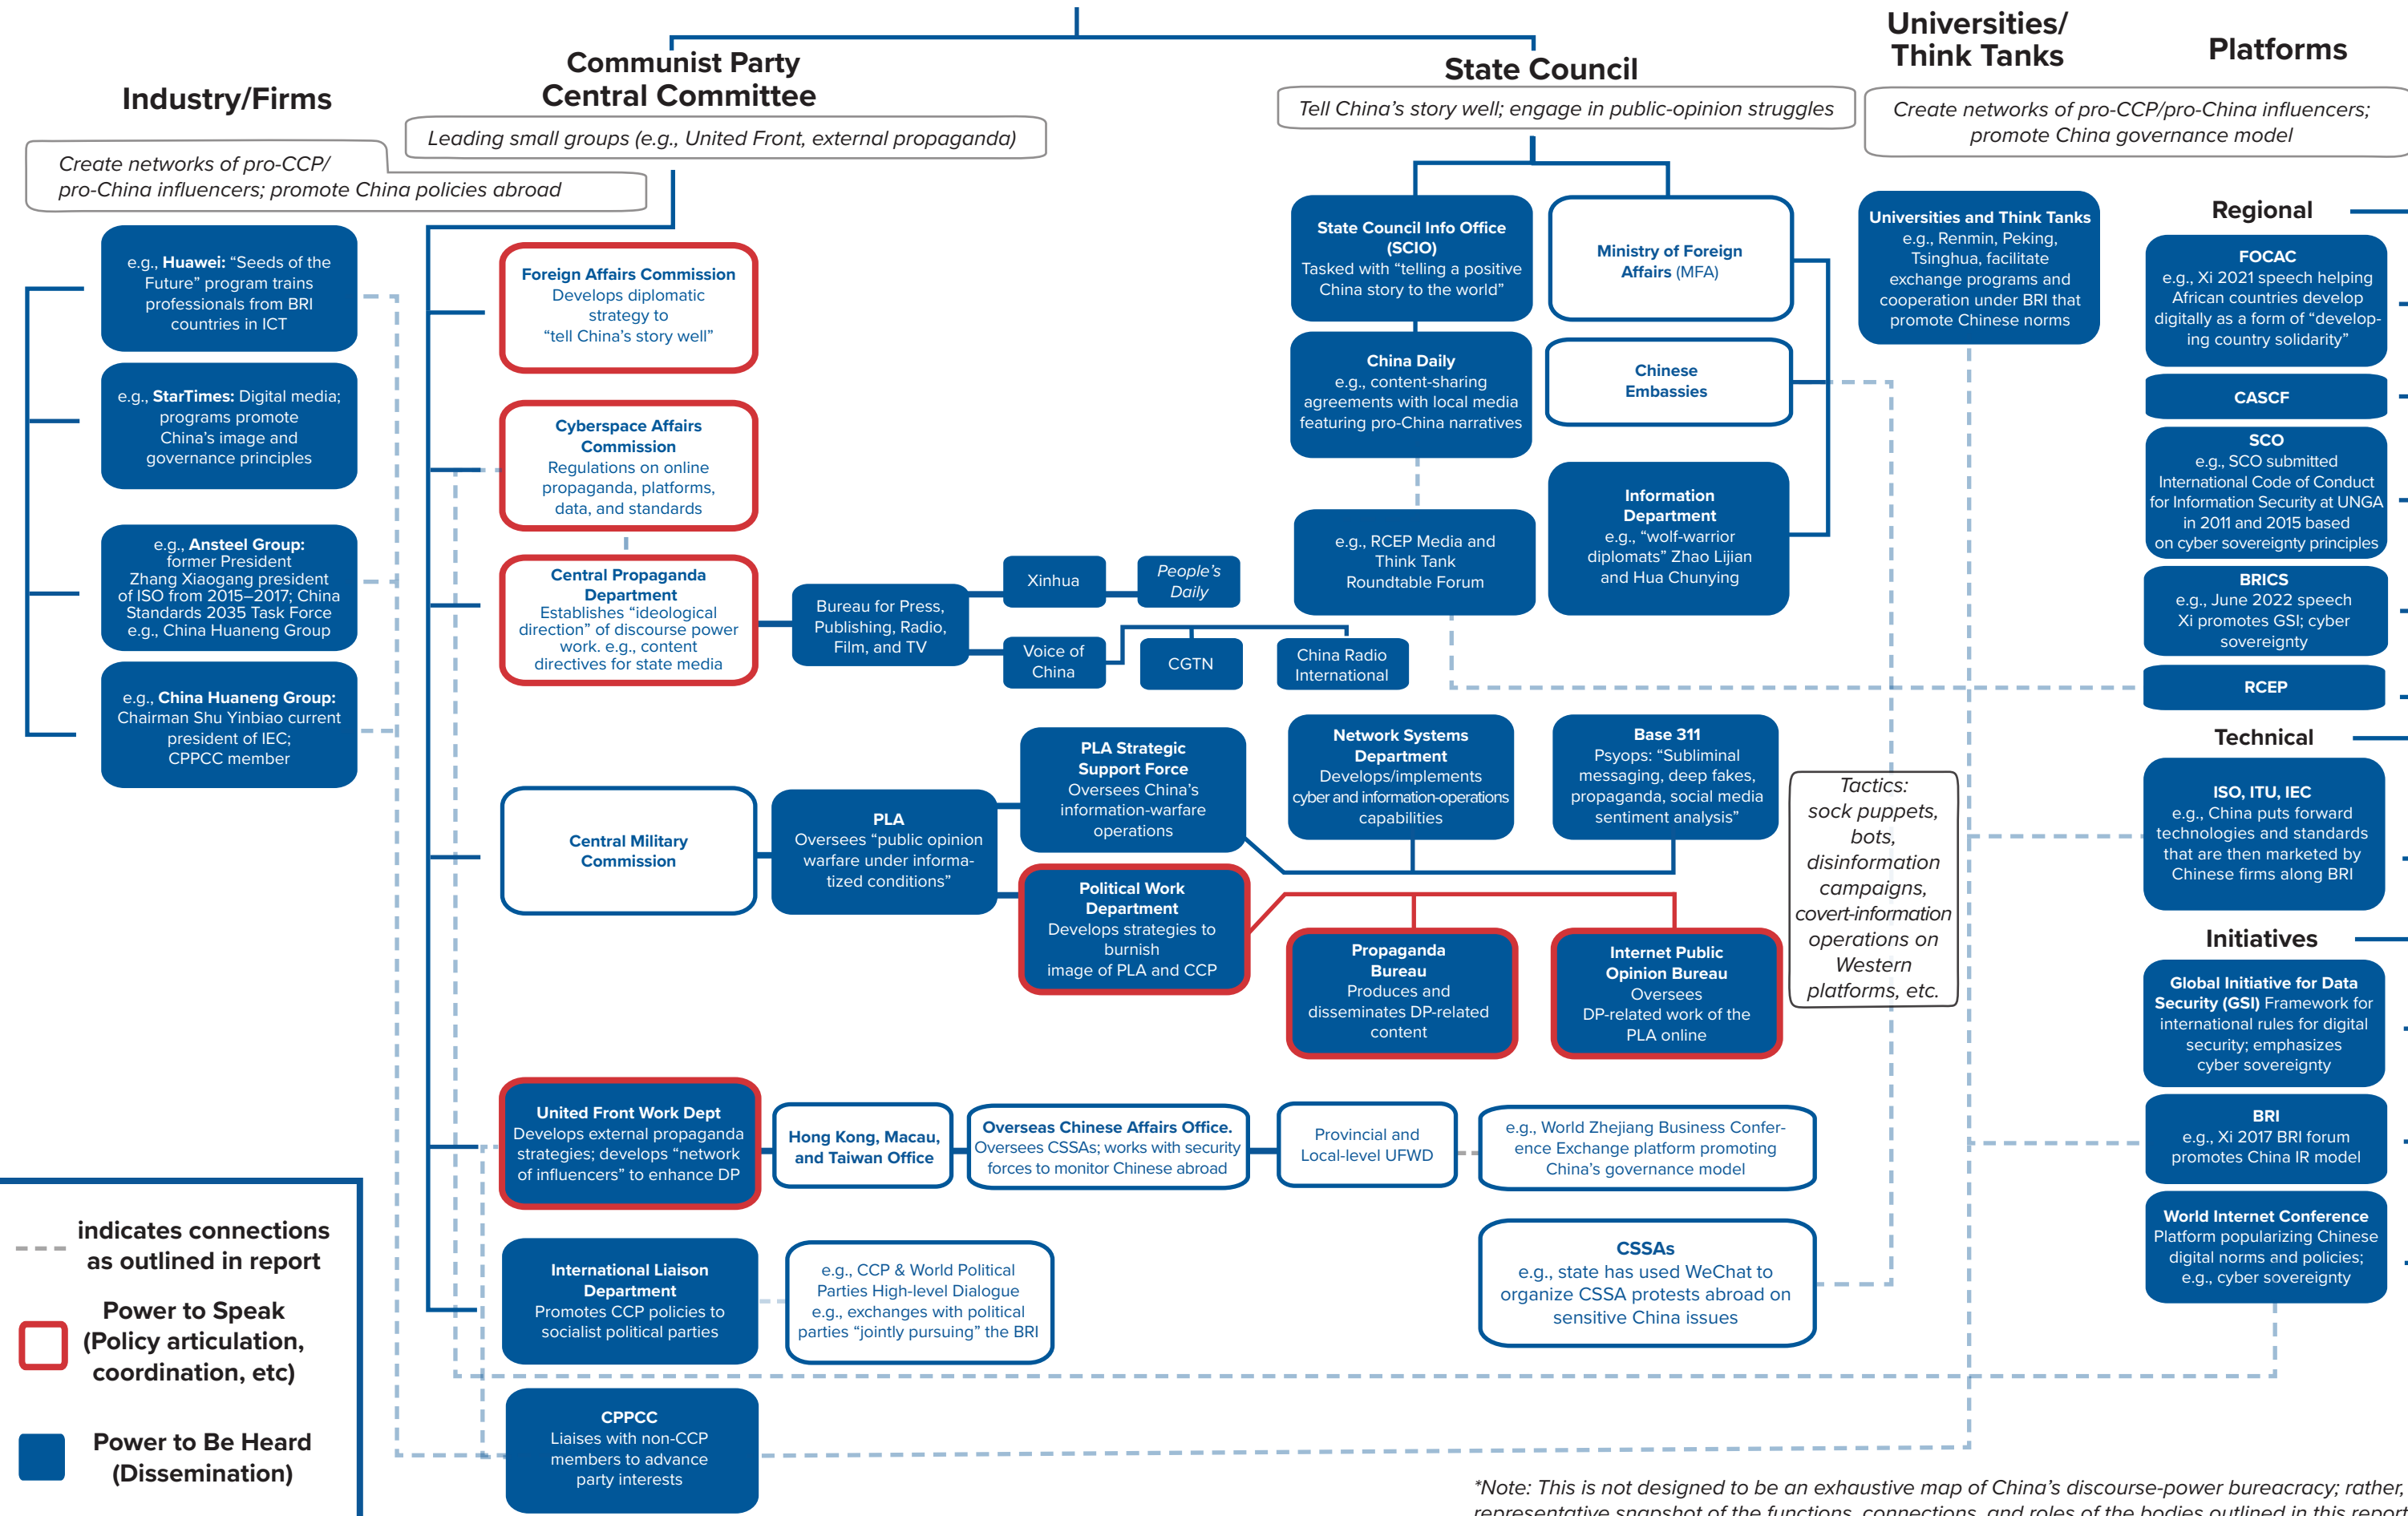 Industry/Firms
Create networks of pro-CCP/
pro-China influencers; promote China policies abroad
e.g., Huawei: “Seeds of the
Future” program trains
professionals from BRI
countries in ICT
e.g., StarTimes: Digital media;
programs promote
China’s image and
governance principles
e.g., Ansteel Group:
former President
Zhang Xiaogang president
of ISO from 2015–2017; China
Standards 2035 Task Force
e.g., China Huaneng Group
e.g., China Huaneng Group:
Chairman Shu Yinbiao current
president of IEC;
CPPCC member
Communist Party
Central Committee
Leading small groups (e.g., United Front, external propaganda)
Foreign Affairs Commission
Develops diplomatic
strategy to
“tell China’s story well”
Cyberspace Affairs
Commission
Regulations on online
propaganda, platforms,
data, and standards
Central Propaganda
Department
Establishes “ideological
direction” of discourse power
work. e.g., content
directives for state media
Bureau for Press,
Publishing, Radio,
Film, and TV
Xinhua
People’s
Daily
Voice of
China
CGTN
China Radio
International
Central Military
Commission
PLA
Oversees “public opinion
warfare under informa-
tized conditions”
PLA Strategic
Support Force
Oversees China’s
information-warfare
operations
Network Systems
Department
Develops/implements
cyber and information-operations
capabilities
Base 311
Psyops: “Subliminal
messaging, deep fakes,
propaganda, social media
sentiment analysis”
Political Work
Department
Develops strategies to
burnish
image of PLA and CCP
Propaganda
Bureau
Produces and
disseminates DP-related
content
Internet Public
Opinion Bureau
Oversees
DP-related work of the
PLA online
Tactics:
sock puppets,
bots,
disinformation
campaigns,
covert-information
operations on
Western
platforms, etc.
United Front Work Dept
Develops external propaganda
strategies; develops “network
of influencers” to enhance DP
Hong Kong, Macau,
and Taiwan Office
Overseas Chinese Affairs Office.
Oversees CSSAs; works with security
forces to monitor Chinese abroad
Provincial and
Local-level UFWD
e.g., World Zhejiang Business Confer-
ence Exchange platform promoting
China’s governance model
International Liaison
Department
Promotes CCP policies to
socialist political parties
e.g., CCP & World Political
Parties High-level Dialogue
e.g., exchanges with political
parties “jointly pursuing” the BRI
CSSAs
e.g., state has used WeChat to
organize CSSA protests abroad on
sensitive China issues
CPPCC
Liaises with non-CCP
members to advance
party interests
State Council
Tell China’s story well; engage in public-opinion struggles
State Council Info Office
(SCIO)
Tasked with “telling a positive
China story to the world”
China Daily
e.g., content-sharing
agreements with local media
featuring pro-China narratives
e.g., RCEP Media and
Think Tank
Roundtable Forum
Ministry of Foreign
Affairs (MFA)
Chinese
Embassies
Information
Department
e.g., “wolf-warrior
diplomats” Zhao Lijian
and Hua Chunying
Universities/
Think Tanks
Platforms
Create networks of pro-CCP/pro-China influencers;
promote China governance model
Universities and Think Tanks
e.g., Renmin, Peking,
Tsinghua, facilitate
exchange programs and
cooperation under BRI that
promote Chinese norms
Regional
FOCAC
e.g., Xi 2021 speech helping
African countries develop
digitally as a form of “develop-
ing country solidarity”
CASCF
SCO
e.g., SCO submitted
International Code of Conduct
for Information Security at UNGA
in 2011 and 2015 based
on cyber sovereignty principles
BRICS
e.g., June 2022 speech
Xi promotes GSI; cyber
sovereignty
RCEP
Technical
ISO, ITU, IEC
e.g., China puts forward
technologies and standards
that are then marketed by
Chinese firms along BRI
Initiatives
Global Initiative for Data
Security (GSI) Framework for
international rules for digital
security; emphasizes
cyber sovereignty
BRI
e.g., Xi 2017 BRI forum
promotes China IR model
World Internet Conference
Platform popularizing Chinese
digital norms and policies;
e.g., cyber sovereignty
indicates connections
as outlined in report
Power to Speak
(Policy articulation,
coordination, etc)
Power to Be Heard
(Dissemination)
*Note: This is not designed to be an exhaustive map of China’s discourse-power bureacracy; rather,
representative snapshot of the functions, connections, and roles of the bodies outlined in this report